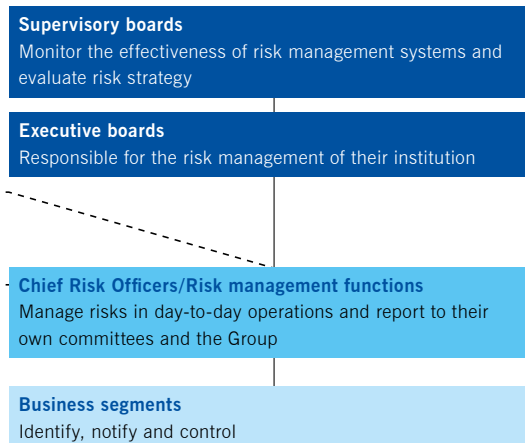 Supervisory boards
Monitor the effectiveness of risk management systems and
evaluate risk strategy
Executive boards
Responsible for the risk management of their institution
Chief Risk Officers/Risk management functions
Manage risks in day-to-day operations and report to their
own committees and the Group
Business segments
Identify, notify and control